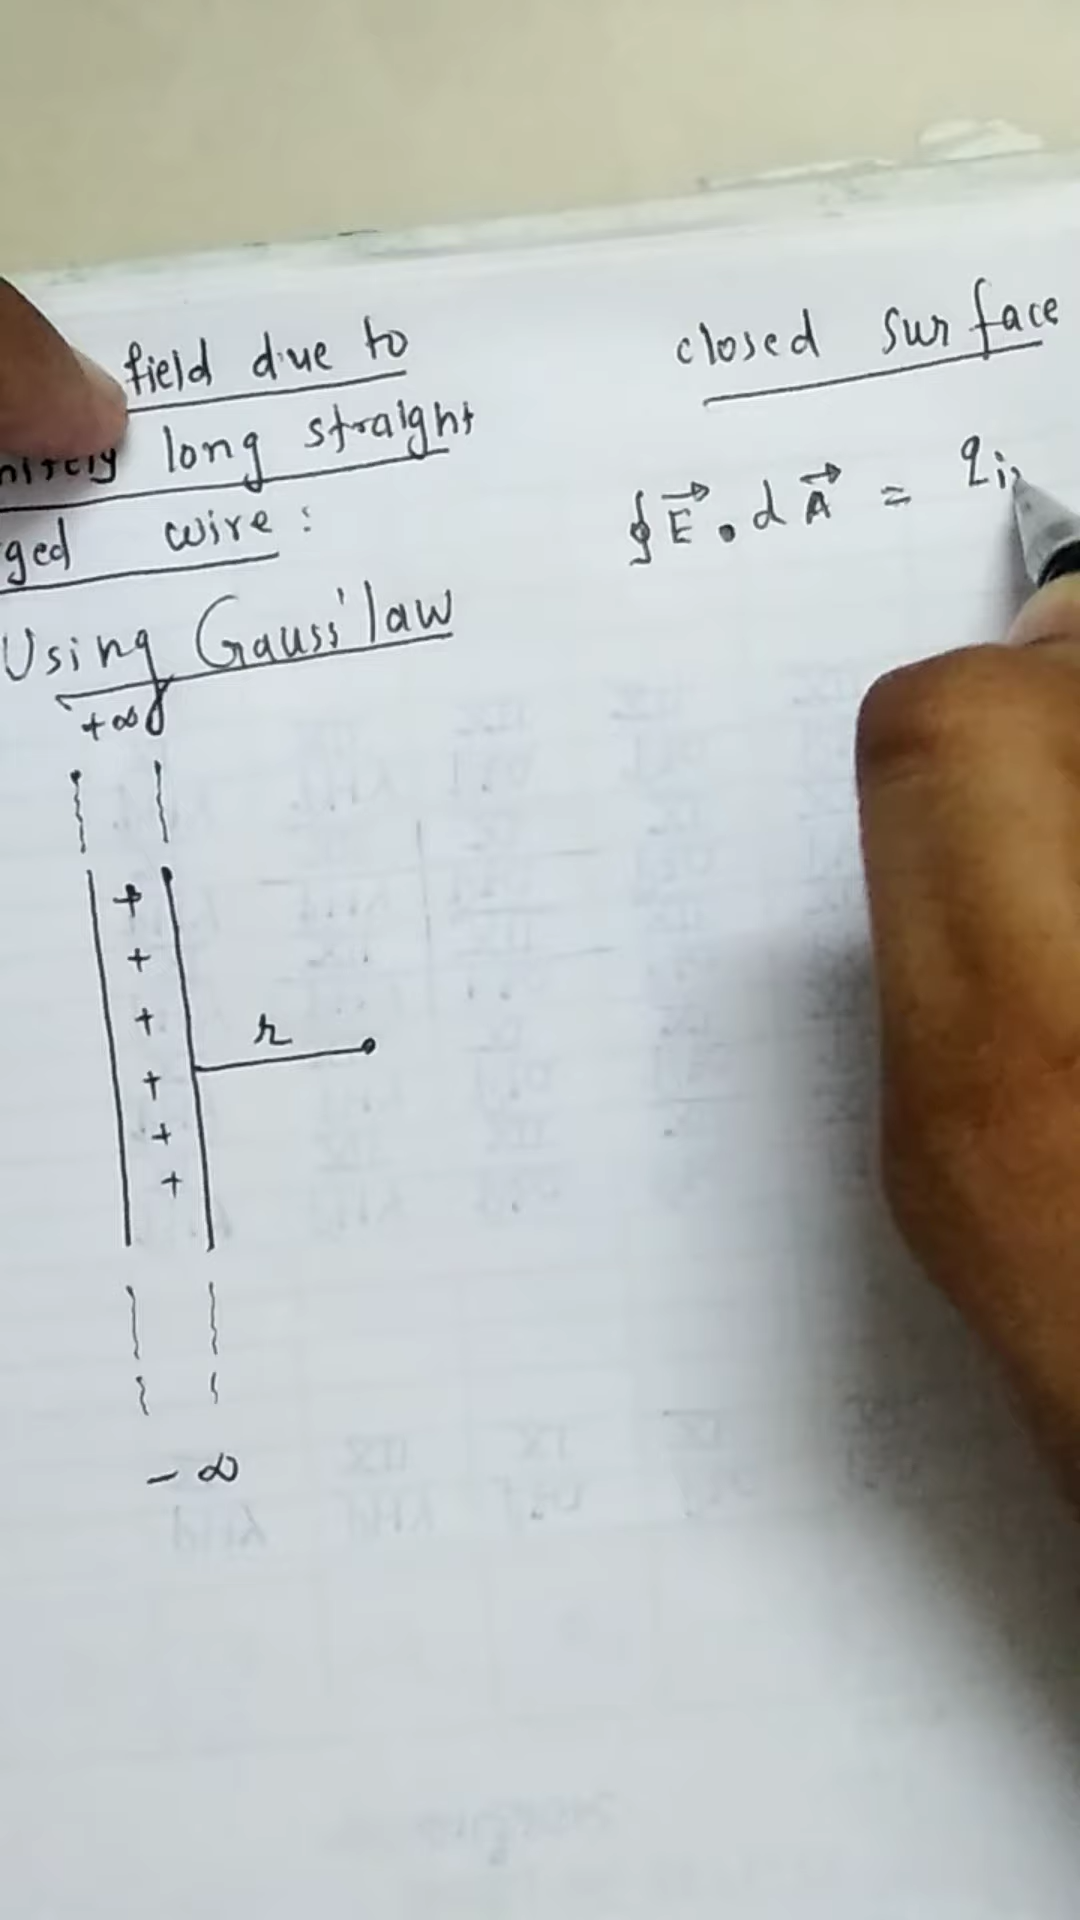 field due to
long straight
wire:
Using Gauss' law
+∞
+
+
+
r
+
+
+
- ∞
closed surface
∮E⃗ . dA⃗ = q